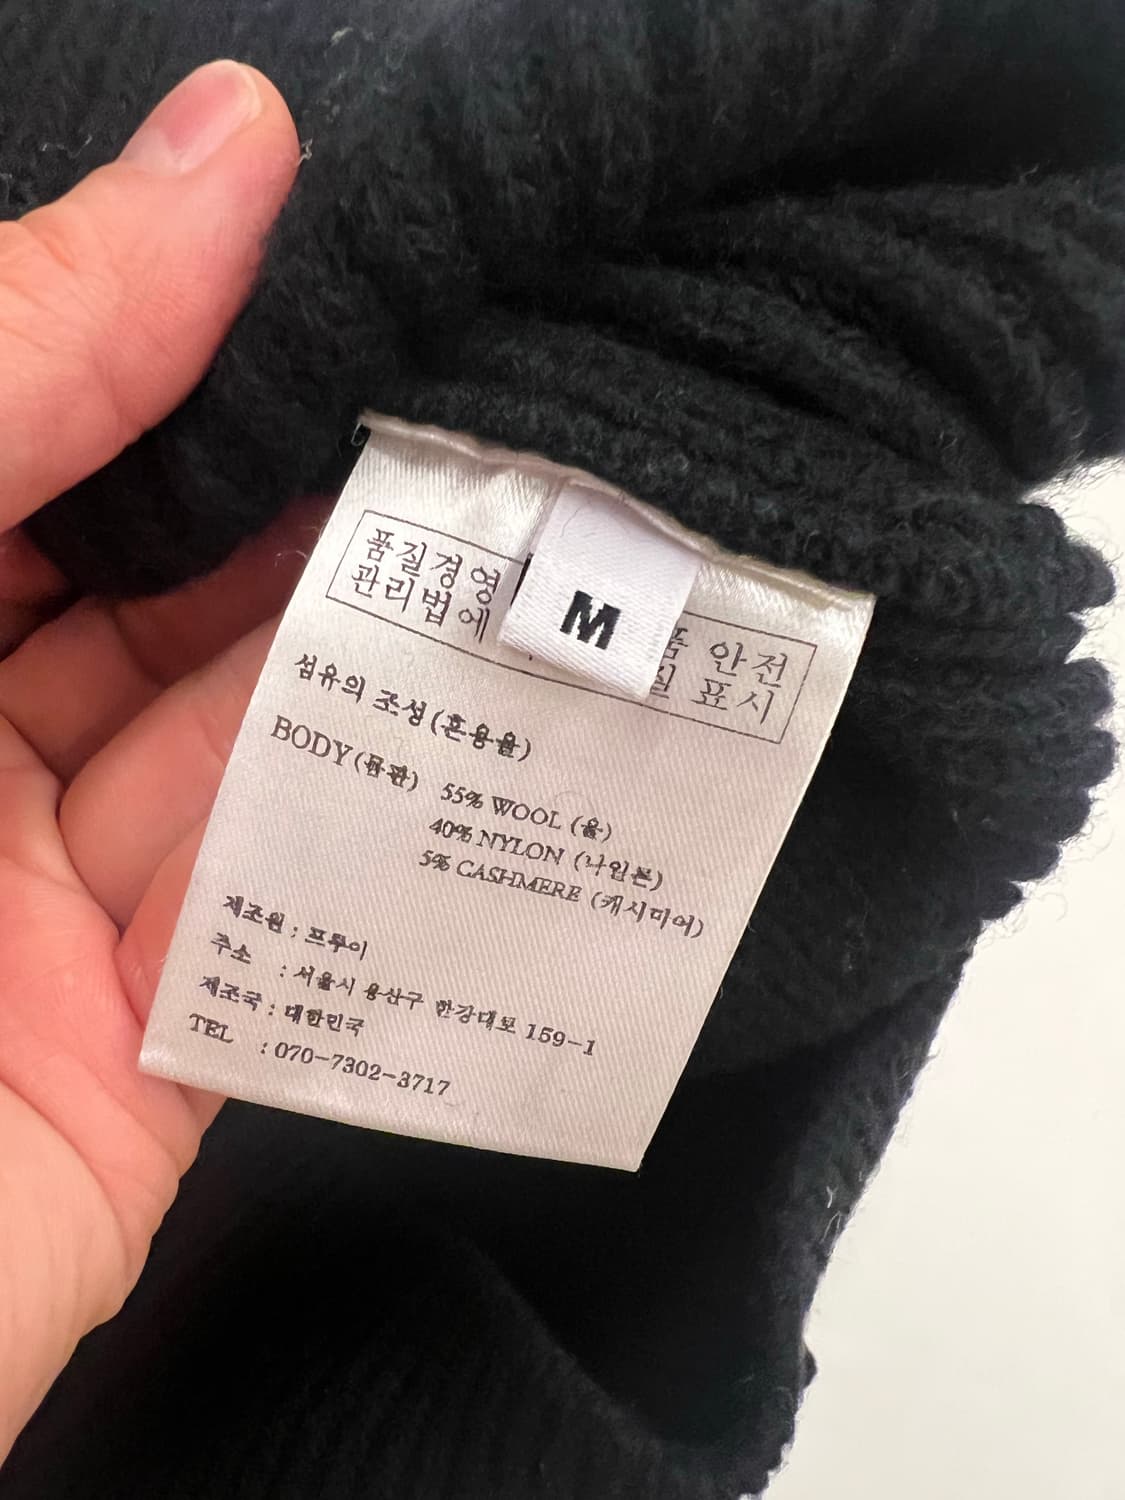 품질경영 품 안전
관리법에 질 표시
M
섬유의 조성(혼용율)
BODY(몸판) 55% WOOL (울)
40% NYLON (나일론)
5% CASHMERE (캐시미어)
제조원 : 프루이
주소 : 서울시 용산구 한강대로 159-1
제조국 : 대한민국
TEL : 070-7302-3717